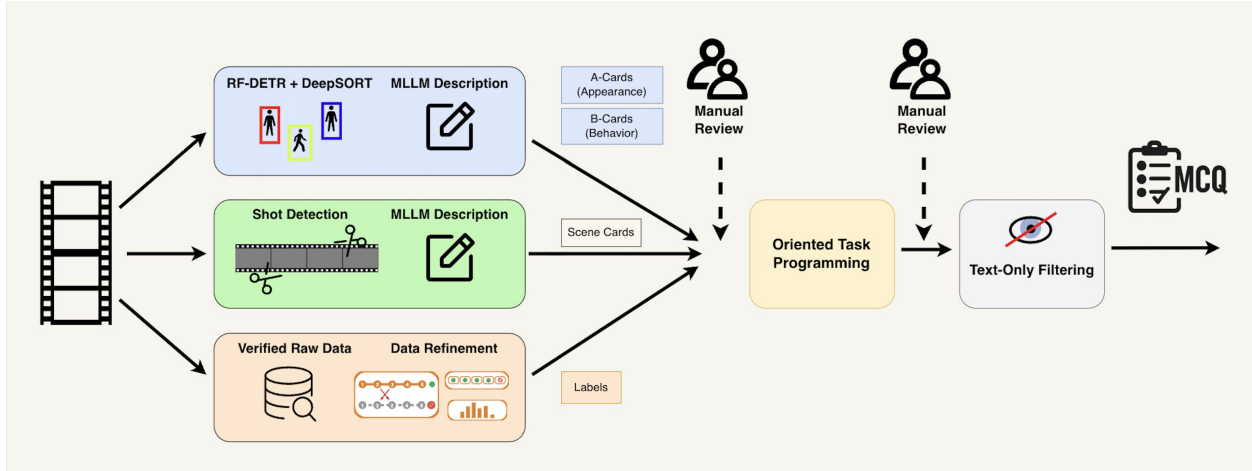 RF-DETR + DeepSORT
MLLM Description
A-Cards
(Appearance)
B-Cards
(Behavior)
Manual
Review
Manual
Review
Shot Detection
MLLM Description
Scene Cards
Oriented Task
Programming
Text-Only Filtering
MCQ
Verified Raw Data
Data Refinement
Labels